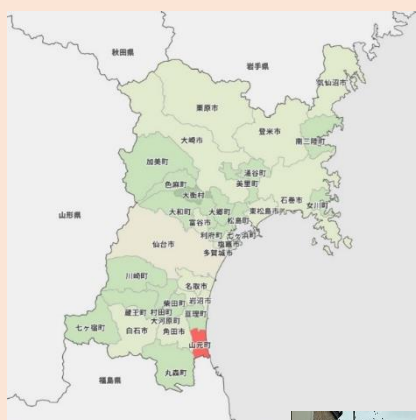 秋田県
岩手県
気仙沼市
栗原市
登米市
南三陸町
大崎市
加美町
涌谷町
色麻町
美里町
大衡村
石巻市
女川町
大和町
大郷町
松島町
東松島市
山形県
富谷市
利府町
七ヶ浜町
塩竈市
仙台市
多賀城市
川崎町
名取市
岩沼市
柴田町
蔵王町
村田町
亘理町
大河原町
七ヶ宿町
白石市
角田市
山元町
丸森町
福島県